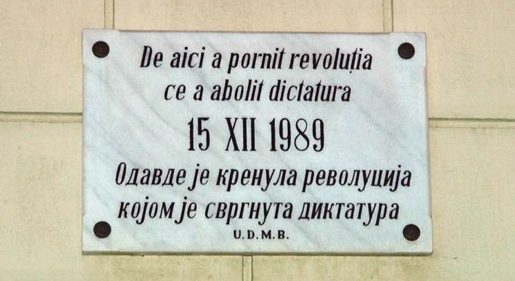 De aici a pornit revoluția
ce a abolit dictatura
15 XII 1989
Одавде је кренула револуција
којом је свргнута диктатура
U.D.M.B.